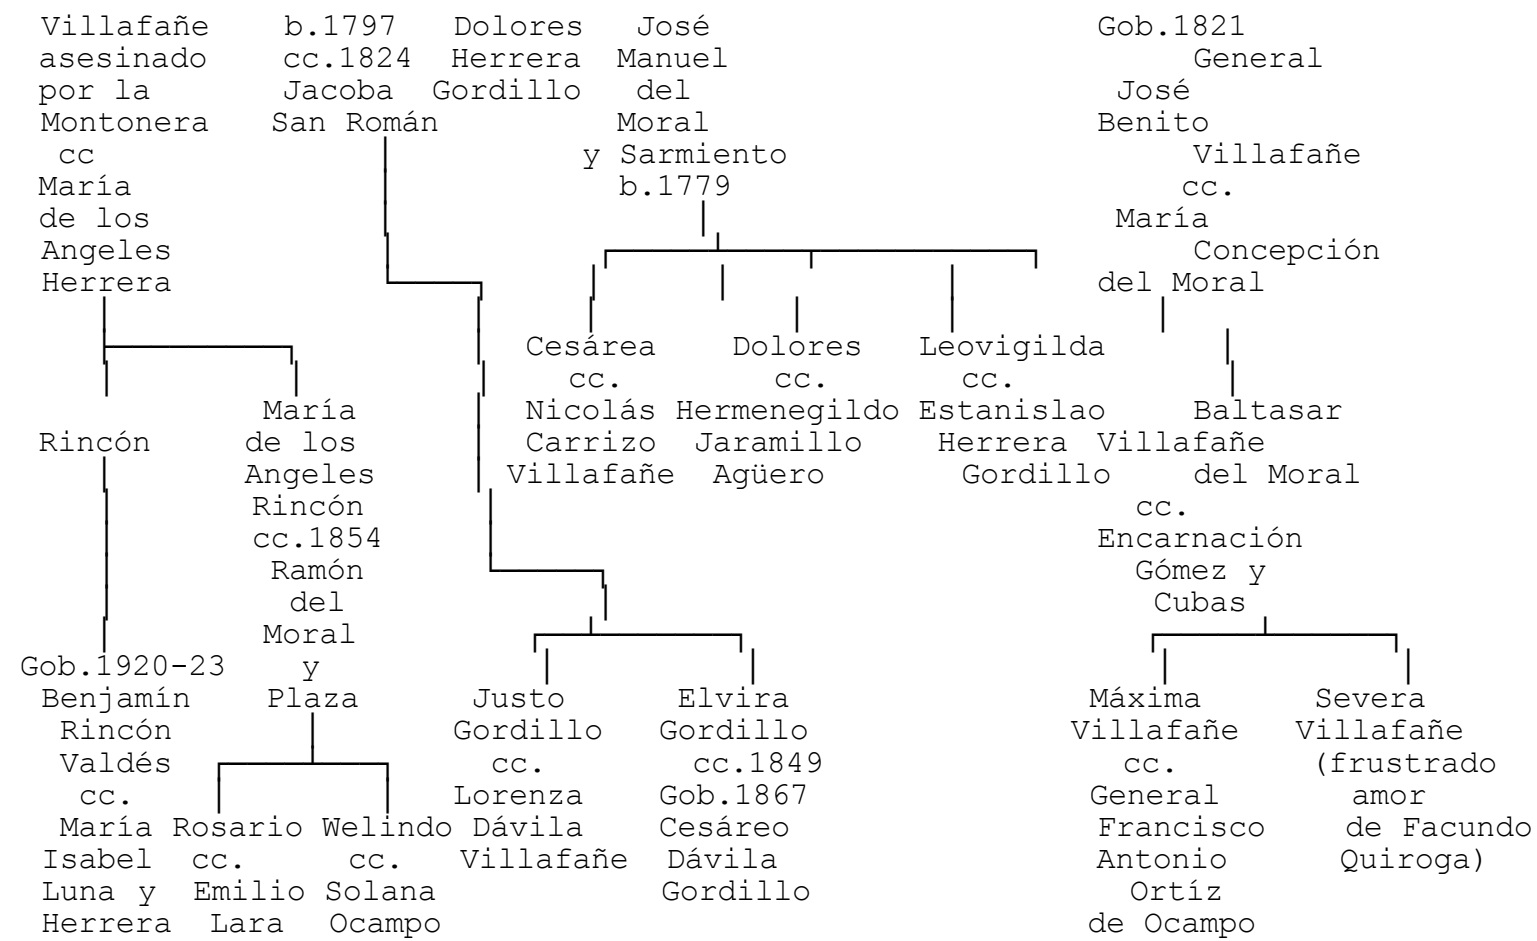 Villafañe b.1797 Dolores José Gob.1821
asesinado cc.1824 Herrera Manuel General
por la Jacoba Gordillo del José
Montonera San Román Moral Benito
cc y Sarmiento Villafañe
María b.1779 cc.
de los María
Angeles Concepción
Herrera del Moral
Cesárea Dolores Leovigilda
cc. cc. cc.
María Nicolás Hermenegildo Estanislao Baltasar
Rincón de los Carrizo Jaramillo Herrera Villafañe
Angeles Villafañe Agüero Gordillo del Moral
Rincón cc.
cc.1854 Encarnación
Ramón Gómez y
del Cubas
Moral
Gob.1920-23 y
Benjamín Plaza Justo Elvira Máxima Severa
Rincón Gordillo Gordillo Villafañe Villafañe
Valdés cc. cc.1849 cc. (frustrado
cc. Lorenza Gob.1867 General amor
María Rosario Welindo Dávila Cesáreo Francisco de Facundo
Isabel cc. cc. Villafañe Dávila Antonio Quiroga)
Luna y Emilio Solana Gordillo Ortíz
Herrera Lara Ocampo de Ocampo